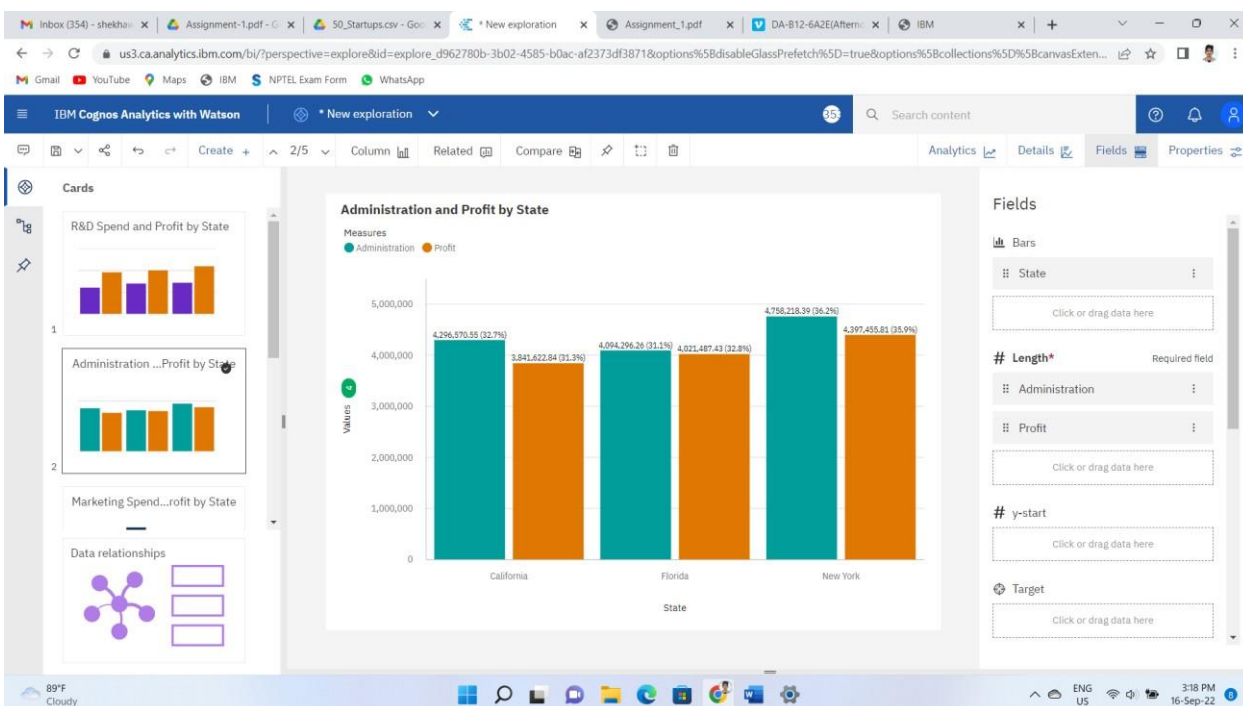 Inbox (354) - shekhaw
Assignment-1.pdf - G
50_Startups.csv - Goo
* New exploration
Assignment_1.pdf
DA-B12-6A2E(Aftern
IBM
us3.ca.analytics.ibm.com/bi/?perspective=explore&id=explore_d962780b-3b02-4585-b0ac-af2373df3871&options%5BdisableGlassPrefetch%5D=true&options%5Bcollections%5D%5BcanvasExten...
Gmail YouTube Maps IBM NPTEL Exam Form WhatsApp
IBM Cognos Analytics with Watson
* New exploration
Search content
Create +
2/5
Column
Related
Compare
Analytics
Details
Fields
Properties
Cards
R&D Spend and Profit by State
1
Administration ...Profit by State
2
Marketing Spend...rofit by State
Data relationships
Administration and Profit by State
Measures
Administration Profit
5,000,000
4,000,000
3,000,000
2,000,000
1,000,000
0
Values
4,296,570.55 (32.7%)
3,841,622.84 (31.3%)
4,094,296.26 (31.1%)
4,021,487.43 (32.8%)
4,758,218.39 (36.2%)
4,397,455.81 (35.9%)
California
Florida
New York
State
Fields
Bars
State
Click or drag data here
# Length*
Required field
Administration
Profit
Click or drag data here
# y-start
Click or drag data here
Target
Click or drag data here
89°F
Cloudy
ENG
US
3:18 PM
16-Sep-22